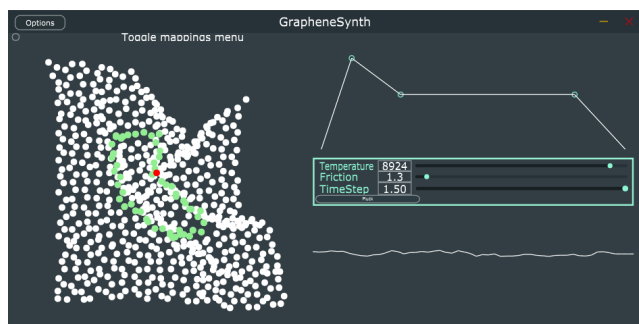 Options
GrapheneSynth
Toggle mappings menu
Temperature 8924
Friction 1.3
TimeStep 1.50